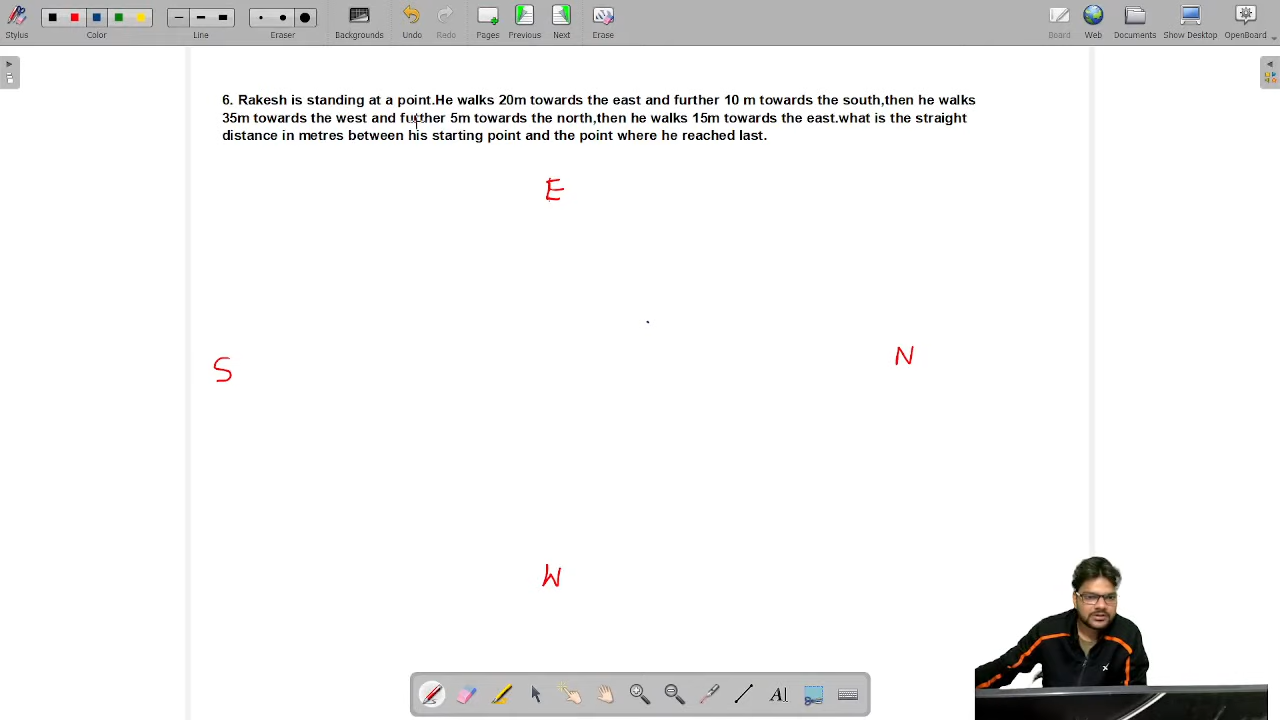 Stylus Color Line Eraser Backgrounds Undo Redo Pages Previous Next Erase Board Web Documents Show Desktop OpenBoard
6. Rakesh is standing at a point.He walks 20m towards the east and further 10 m towards the south,then he walks
35m towards the west and further 5m towards the north,then he walks 15m towards the east.what is the straight
distance in metres between his starting point and the point where he reached last.
E
S
N
W
AI